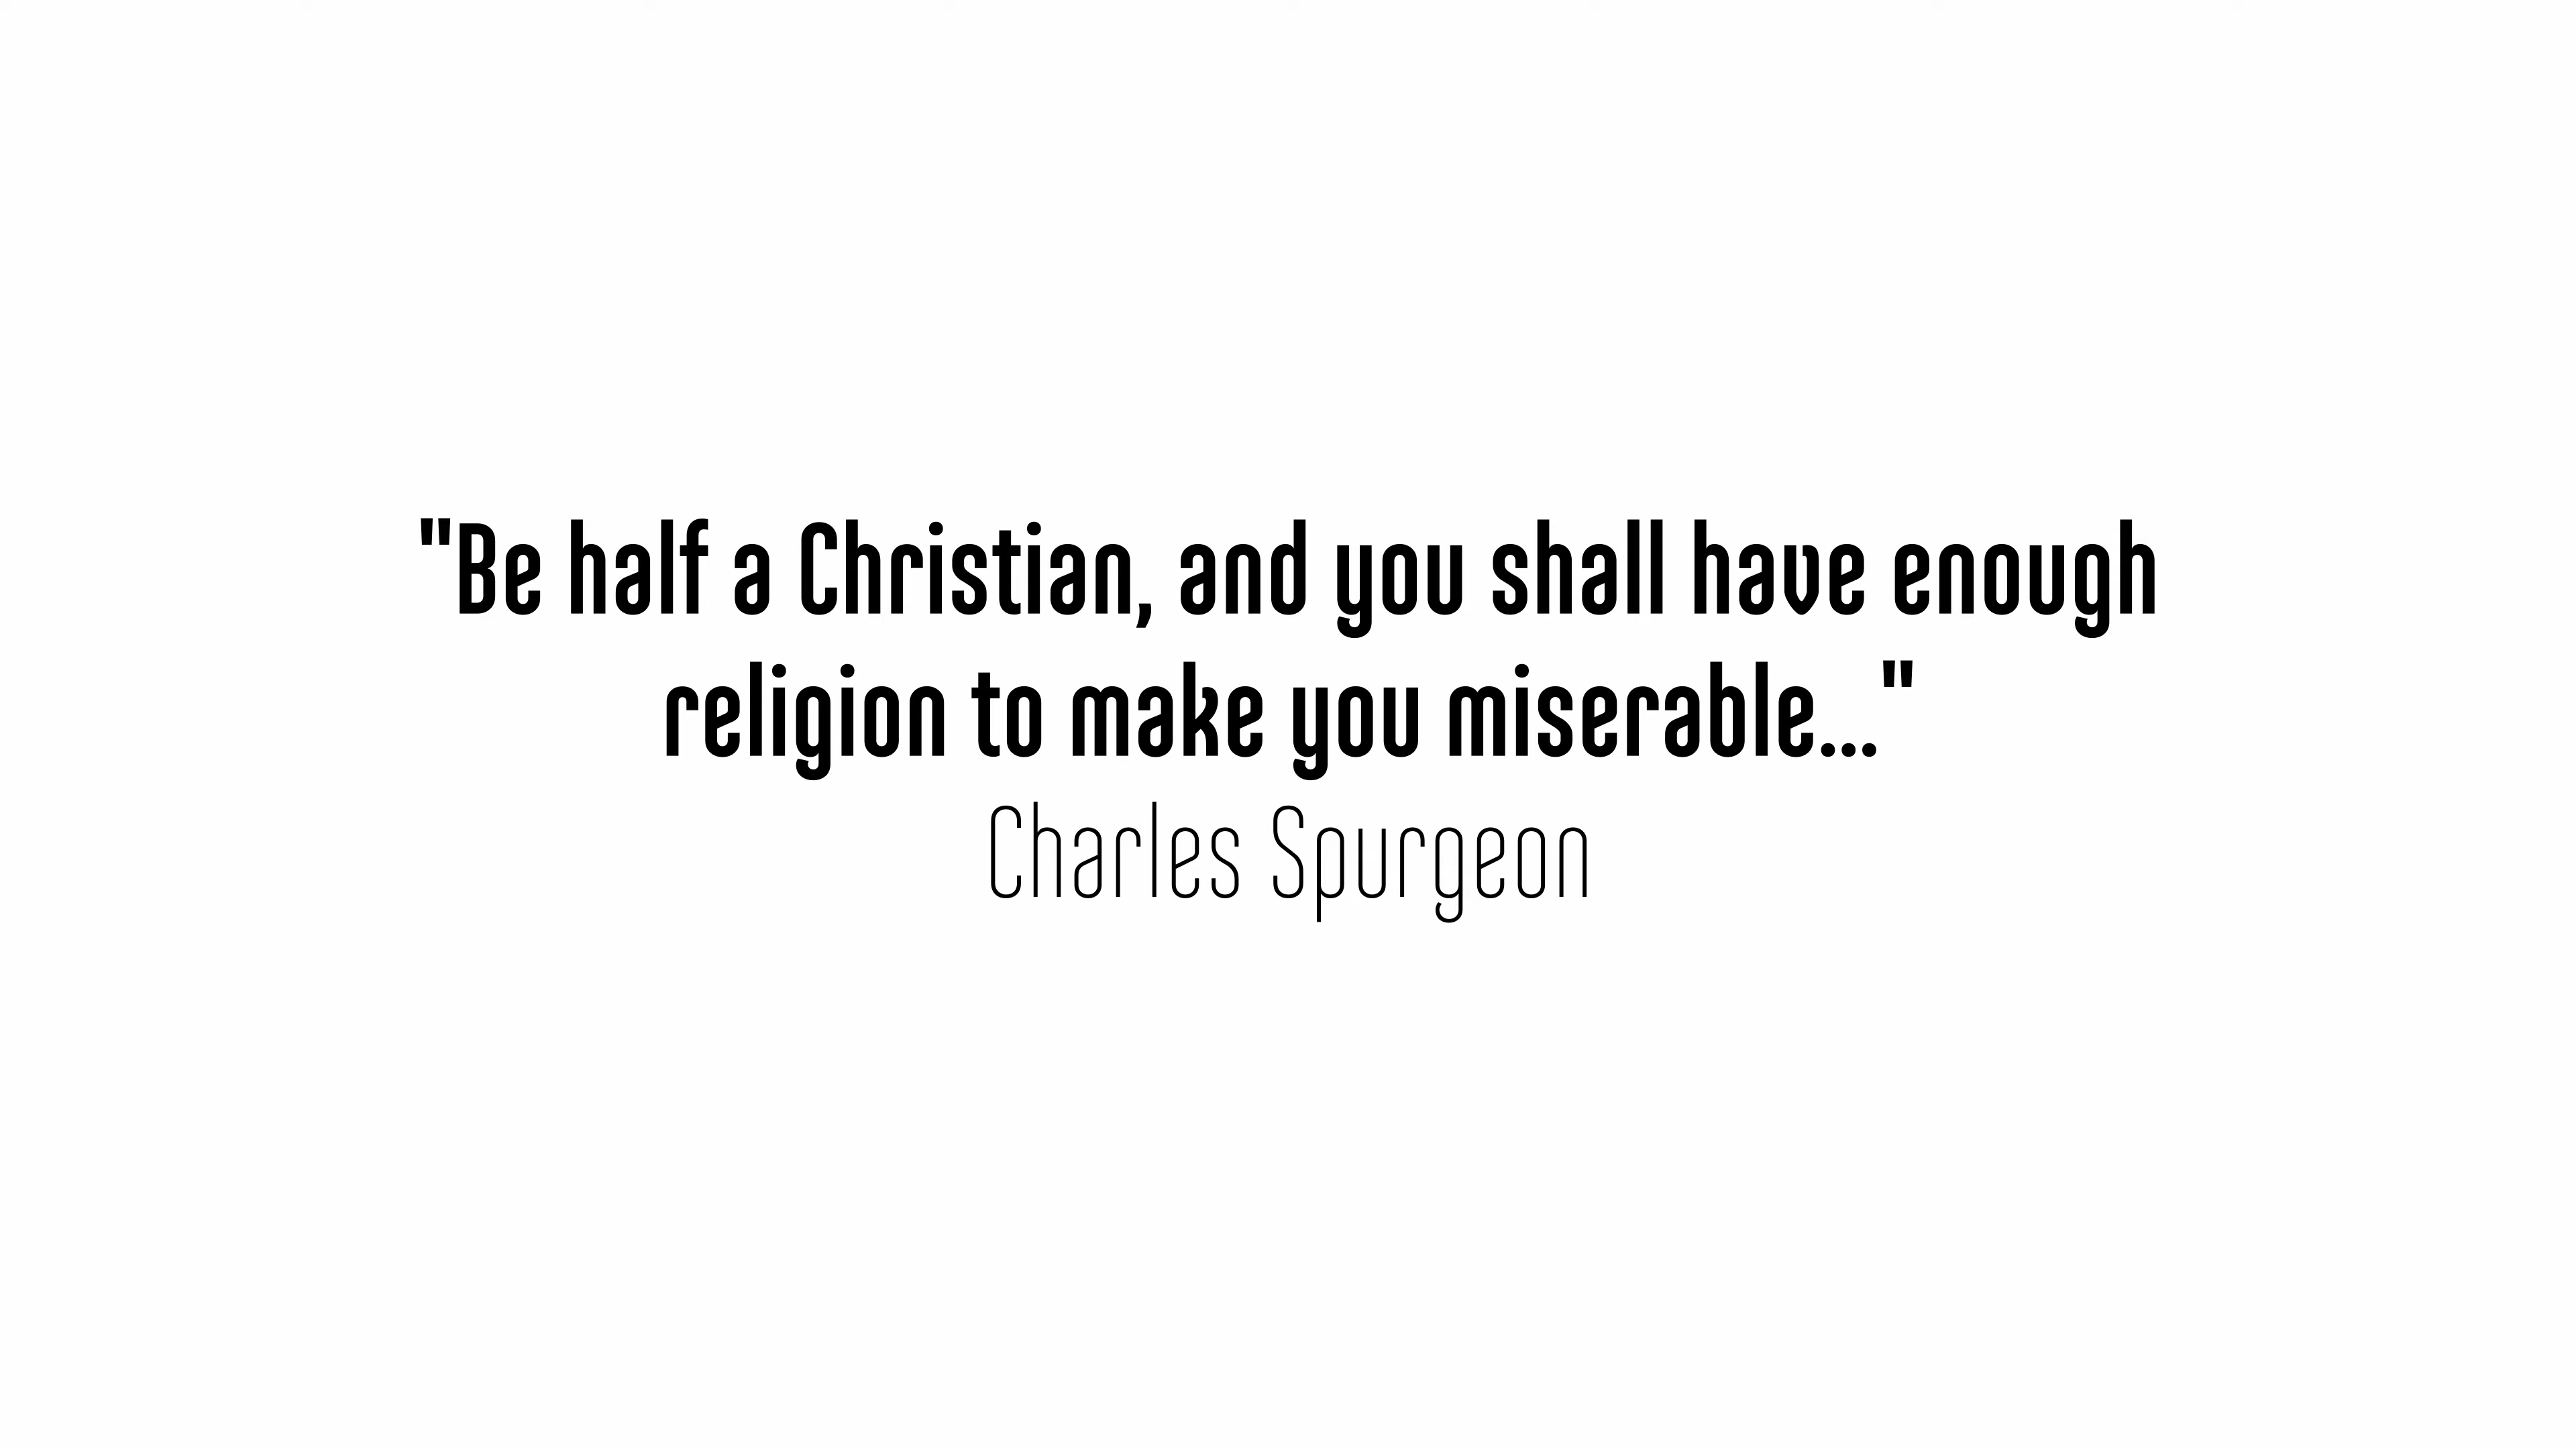 "Be half a Christian, and you shall have enough
religion to make you miserable..."
Charles Spurgeon